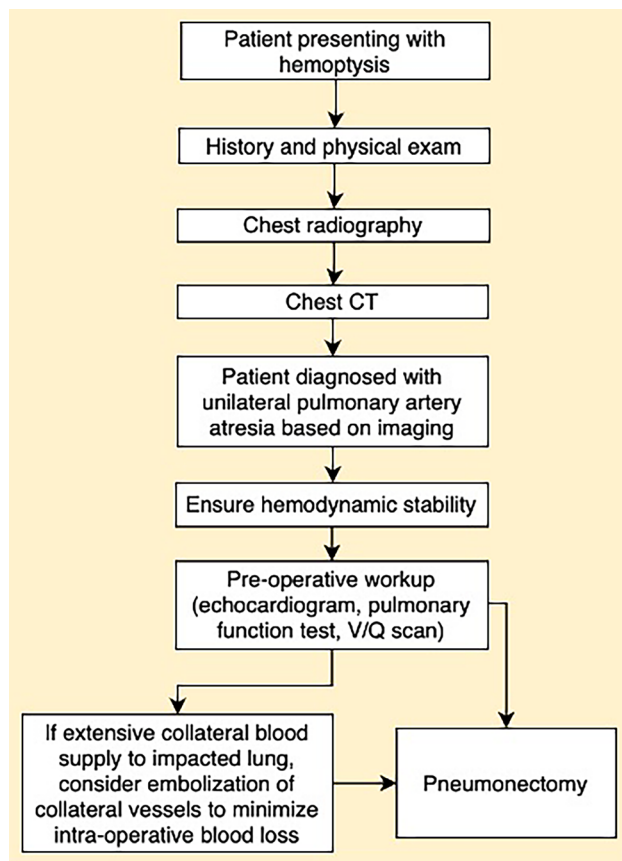 Patient presenting with
hemoptysis
History and physical exam
Chest radiography
Chest CT
Patient diagnosed with
unilateral pulmonary artery
atresia based on imaging
Ensure hemodynamic stability
Pre-operative workup
(echocardiogram, pulmonary
function test, V/Q scan)
If extensive collateral blood
supply to impacted lung,
consider embolization of
collateral vessels to minimize
intra-operative blood loss
Pneumonectomy